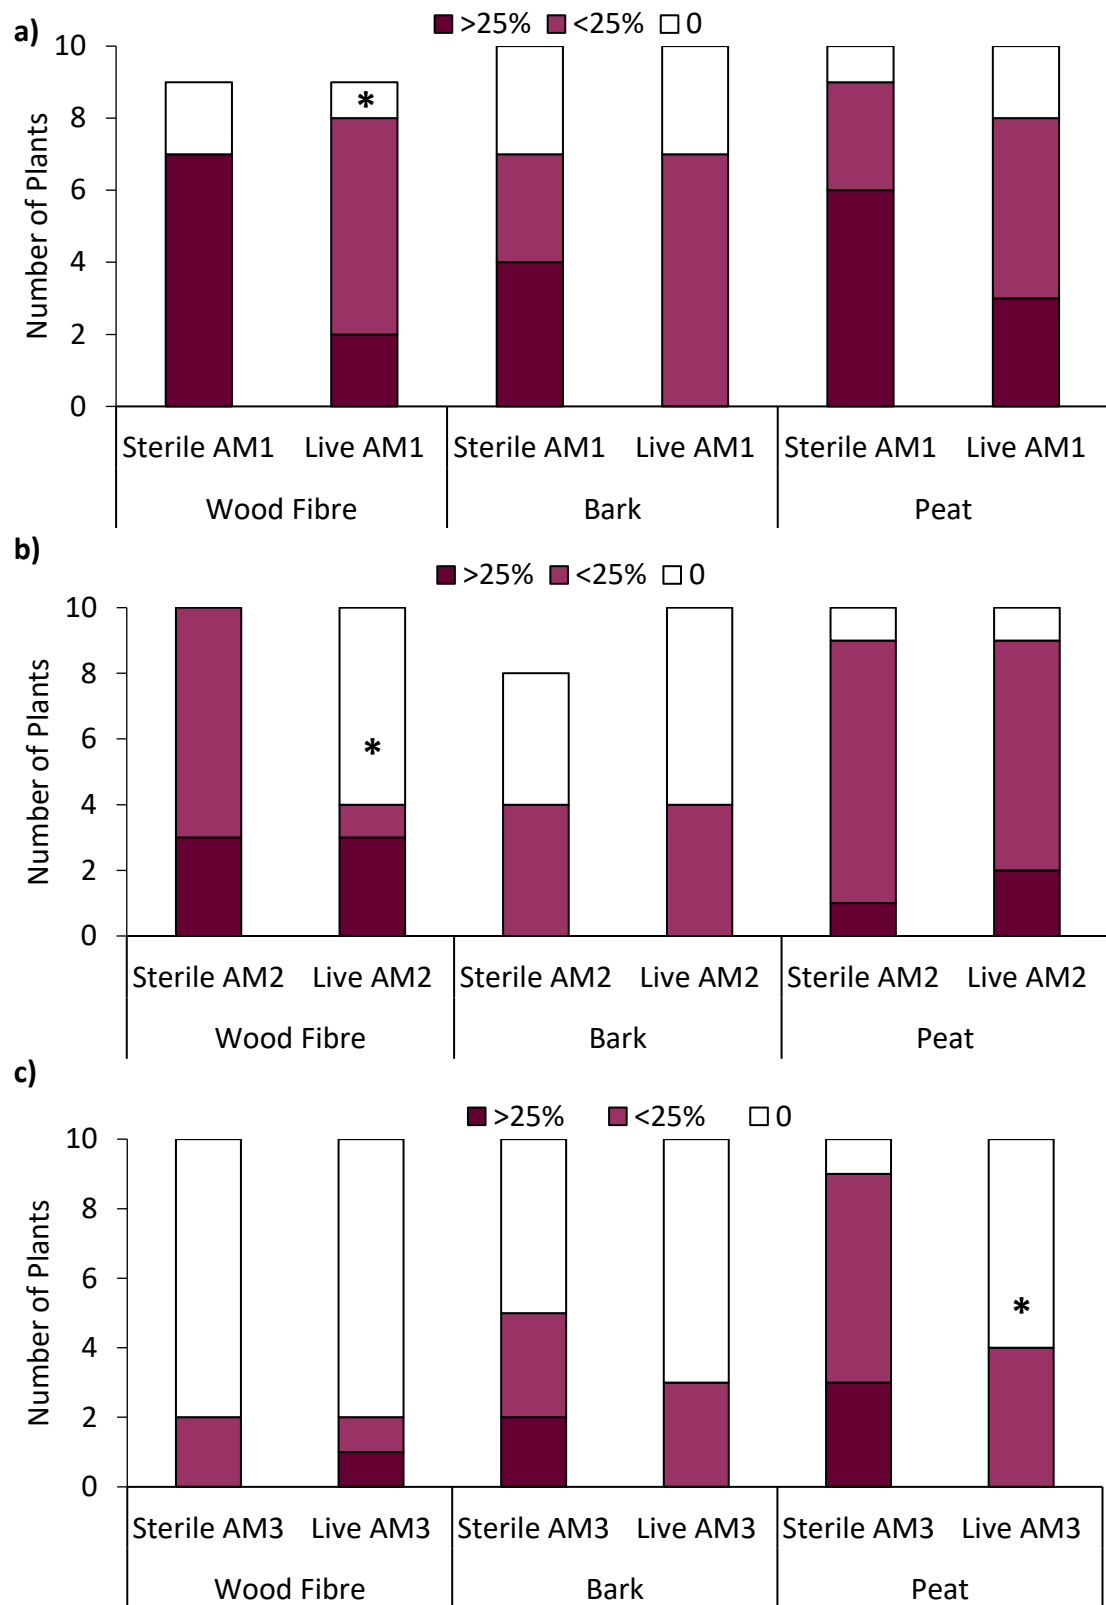 a)
>25% <25% 0
Number of Plants
10
8
6
4
2
0
*
Sterile AM1 Live AM1 Sterile AM1 Live AM1 Sterile AM1 Live AM1
Wood Fibre Bark Peat
b)
>25% <25% 0
Number of Plants
10
8
6
4
2
0
*
Sterile AM2 Live AM2 Sterile AM2 Live AM2 Sterile AM2 Live AM2
Wood Fibre Bark Peat
c)
>25% <25% 0
Number of Plants
10
8
6
4
2
0
*
Sterile AM3 Live AM3 Sterile AM3 Live AM3 Sterile AM3 Live AM3
Wood Fibre Bark Peat